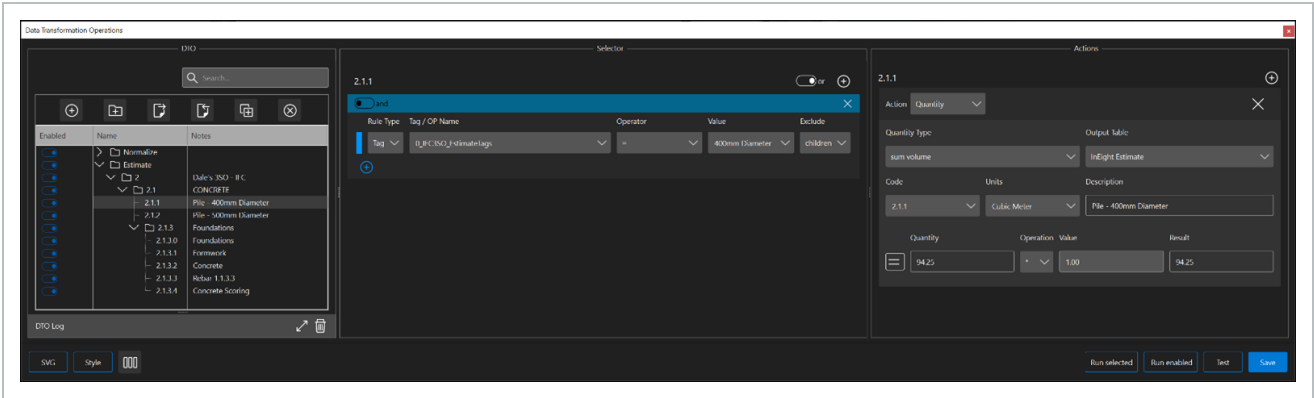 Data Transformation Operations
DTO
Search...
Enabled Name Notes
Normalize
Estimate
2 Dale's 3SO - IFC
2.1 CONCRETE
2.1.1 Pile - 400mm Diameter
2.1.2 Pile - 500mm Diameter
2.1.3 Foundations
2.1.3.0 Foundations
2.1.3.1 Formwork
2.1.3.2 Concrete
2.1.3.3 Rebar 1.1.3.3
2.1.3.4 Concrete Scoring
DTO Log
Selector
2.1.1 or
and
Rule Type Tag / OP Name Operator Value Exclude
Tag 0_IFC3SO_EstimateTags = 400mm Diameter children
Actions
2.1.1
Action Quantity
Quantity Type Output Table
sum volume InEight Estimate
Code Units Description
2.1.1 Cubic Meter Pile - 400mm Diameter
Quantity Operation Value Result
94.25 * 1.00 94.25
SVG Style Run selected Run enabled Test Save